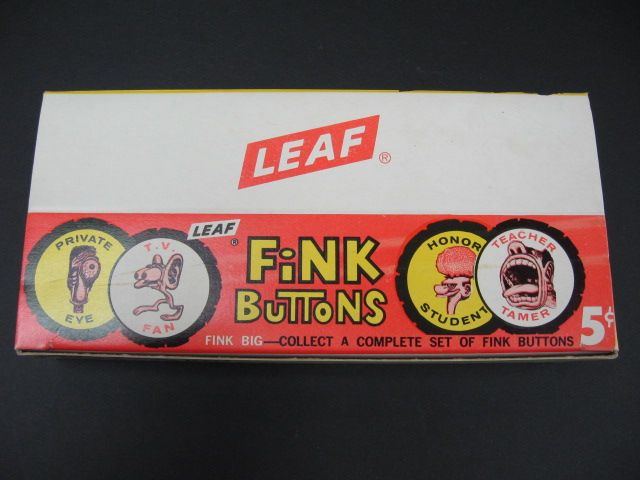 LEAF ®
PRIVATE EYE
T.V. FAN
LEAF ®
FiNK
BUTTONS
HONOR STUDENT
TEACHER TAMER
FINK BIG—COLLECT A COMPLETE SET OF FINK BUTTONS
5¢